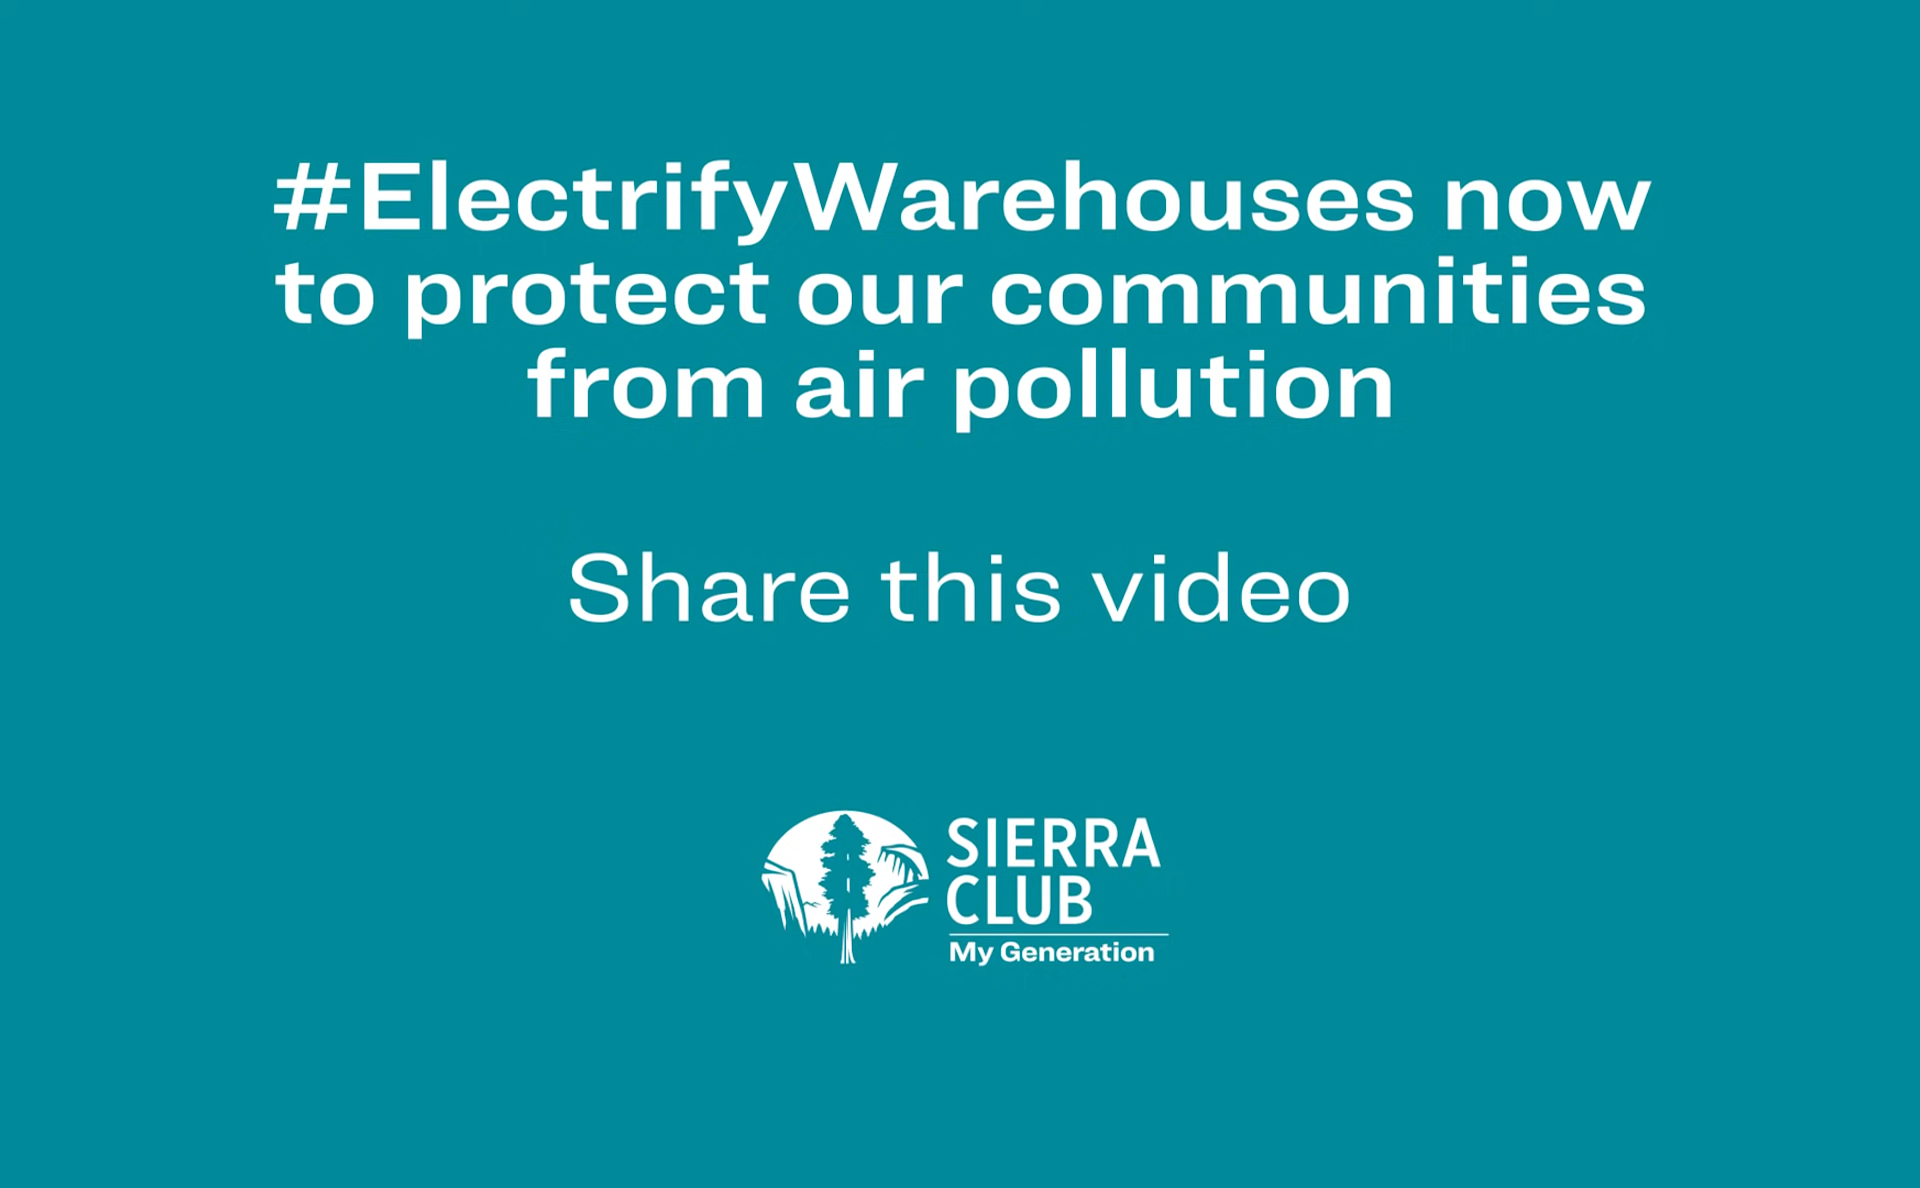 #ElectrifyWarehouses now
to protect our communities
from air pollution
Share this video
SIERRA
CLUB
My Generation